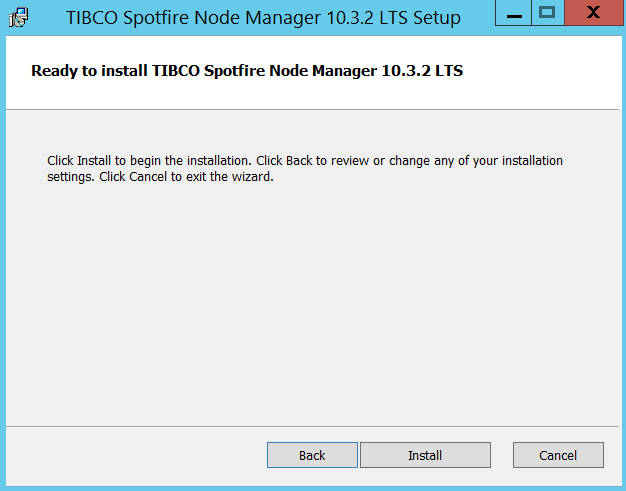 TIBCO Spotfire Node Manager 10.3.2 LTS Setup
Ready to install TIBCO Spotfire Node Manager 10.3.2 LTS
Click Install to begin the installation. Click Back to review or change any of your installation
settings. Click Cancel to exit the wizard.
Back Install Cancel